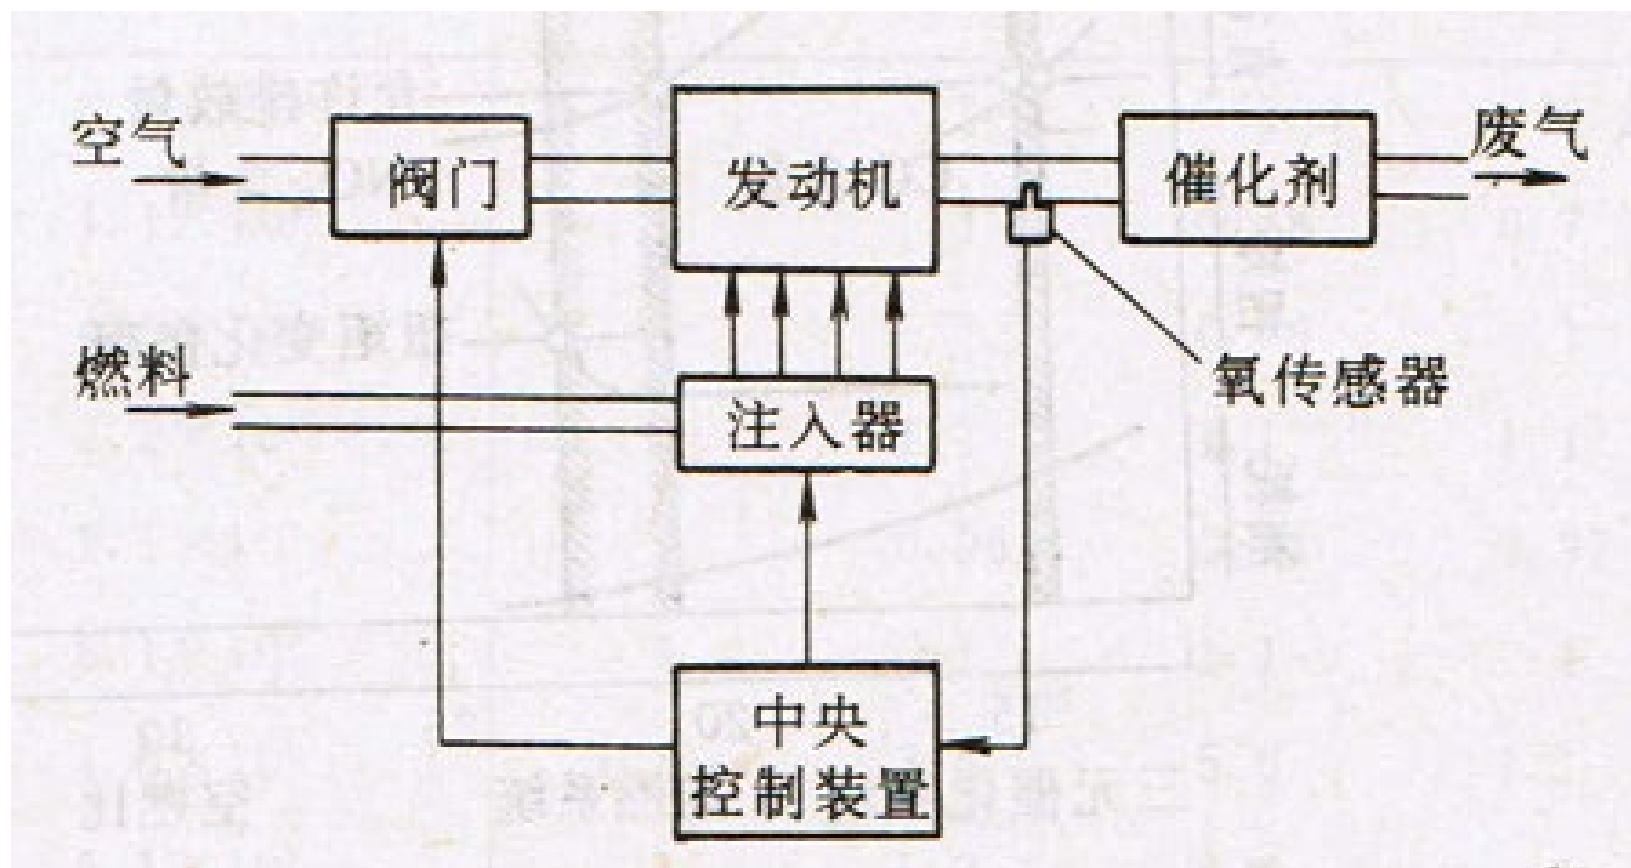 空气
阀门
发动机
催化剂
废气
燃料
注入器
氧传感器
中央
控制装置